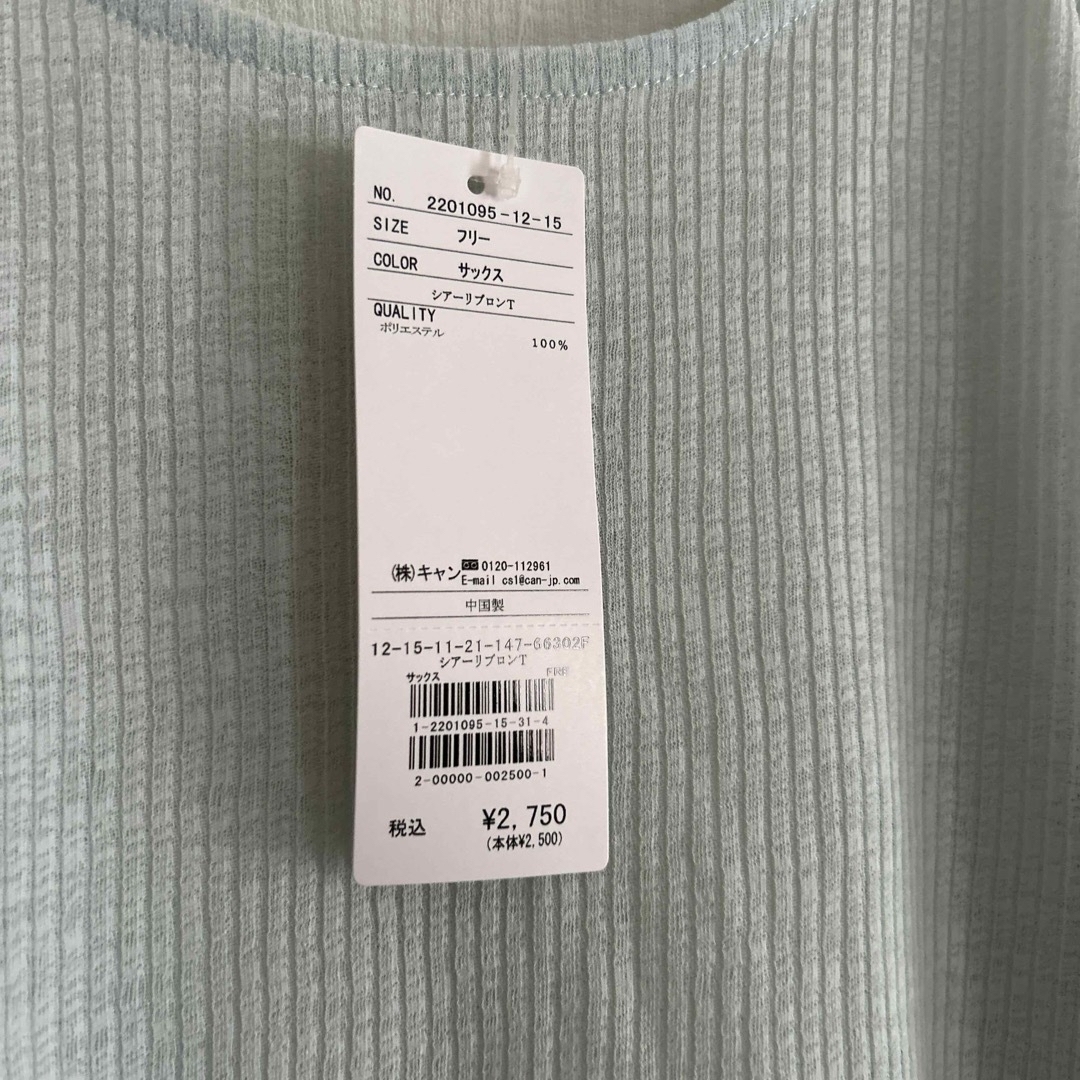 NO. 2201095-12-15
SIZE フリー
COLOR サックス
シアーリブロンT
QUALITY
ポリエステル
100%
(株)キャン 0120-112961
E-mail cs1@can-jp.com
中国製
12-15-11-21-147-66302F
シアーリブロンT
サックス FRE
1-2201095-15-31-4
2-00000-002500-1
税込 ¥2,750
(本体¥2,500)